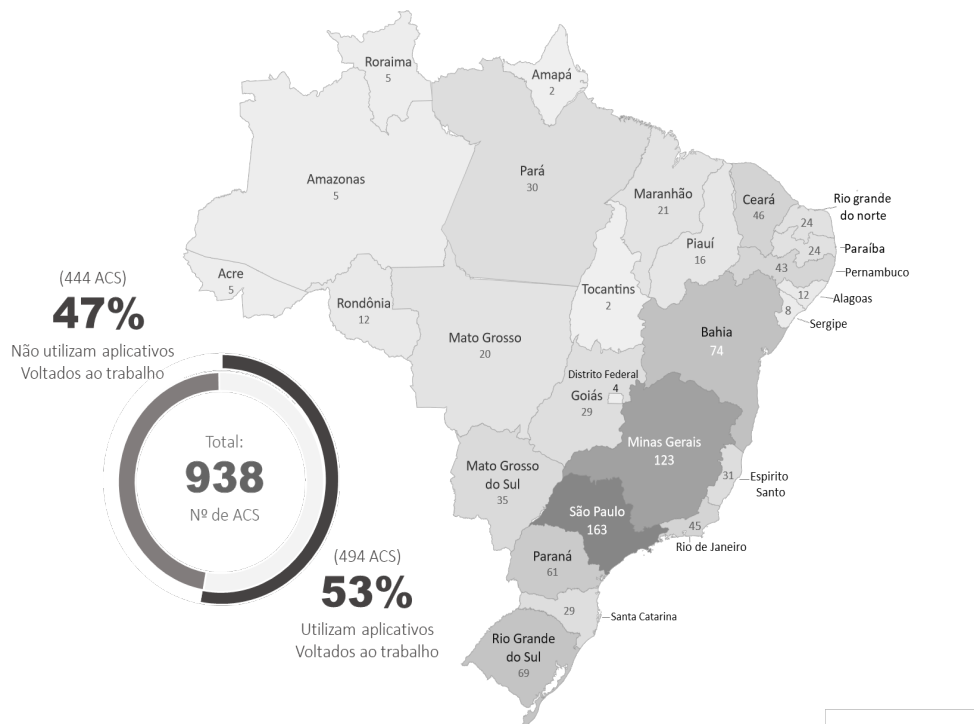 Roraima
5
Amapá
2
Amazonas
5
Pará
30
Maranhão
21
Ceará
46
Rio grande
do norte
24
Piauí
16
24
Paraíba
43
Pernambuco
Acre
5
Rondônia
12
Tocantins
2
12
Alagoas
8
Sergipe
Mato Grosso
20
Bahia
74
Distrito Federal
4
Goiás
29
Minas Gerais
123
Mato Grosso
do Sul
35
31
Espirito
Santo
São Paulo
163
45
Rio de Janeiro
Paraná
61
29
Santa Catarina
Rio Grande
do Sul
69
(444 ACS)
47%
Não utilizam aplicativos
Voltados ao trabalho
Total:
938
Nº de ACS
(494 ACS)
53%
Utilizam aplicativos
Voltados ao trabalho